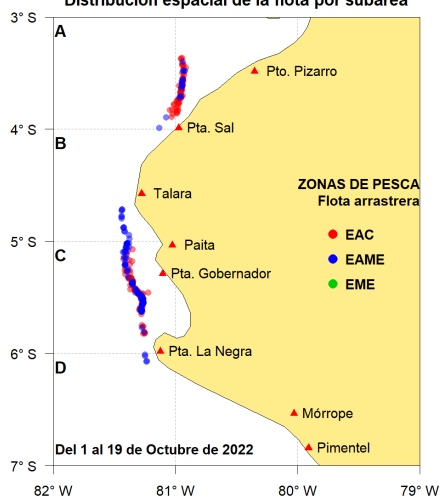 Distribución espacial de la flota por subárea
3° S
A
Pto. Pizarro
4° S
Pta. Sal
B
ZONAS DE PESCA
Talara
Flota arrastrera
EAC
5° S
Paita
C
EAME
Pta. Gobernador
EME
6° S
Pta. La Negra
D
Mórrope
Del 1 al 19 de Octubre de 2022
Pimentel
7° S
82° W
81° W
80° W
79° W